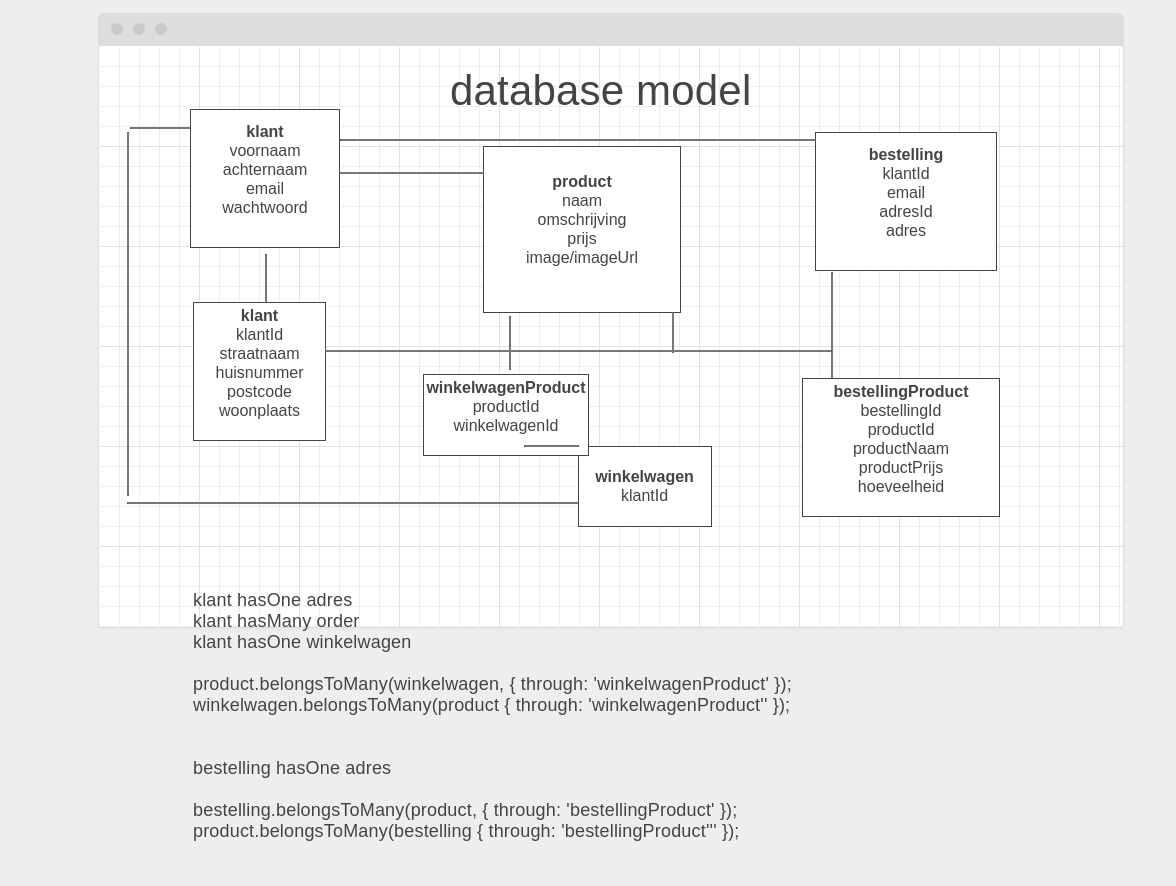 database model
klant
voornaam
achternaam
email
wachtwoord
product
naam
omschrijving
prijs
image/imageUrl
bestelling
klantId
email
adresId
adres
klant
klantId
straatnaam
huisnummer
postcode
woonplaats
winkelwagenProduct
productId
winkelwagenId
winkelwagen
klantId
bestellingProduct
bestellingId
productId
productNaam
productPrijs
hoeveelheid
klant hasOne adres
klant hasMany order
klant hasOne winkelwagen
product.belongsToMany(winkelwagen, { through: 'winkelwagenProduct' });
winkelwagen.belongsToMany(product { through: 'winkelwagenProduct'' });
bestelling hasOne adres
bestelling.belongsToMany(product, { through: 'bestellingProduct' });
product.belongsToMany(bestelling { through: 'bestellingProduct''' });